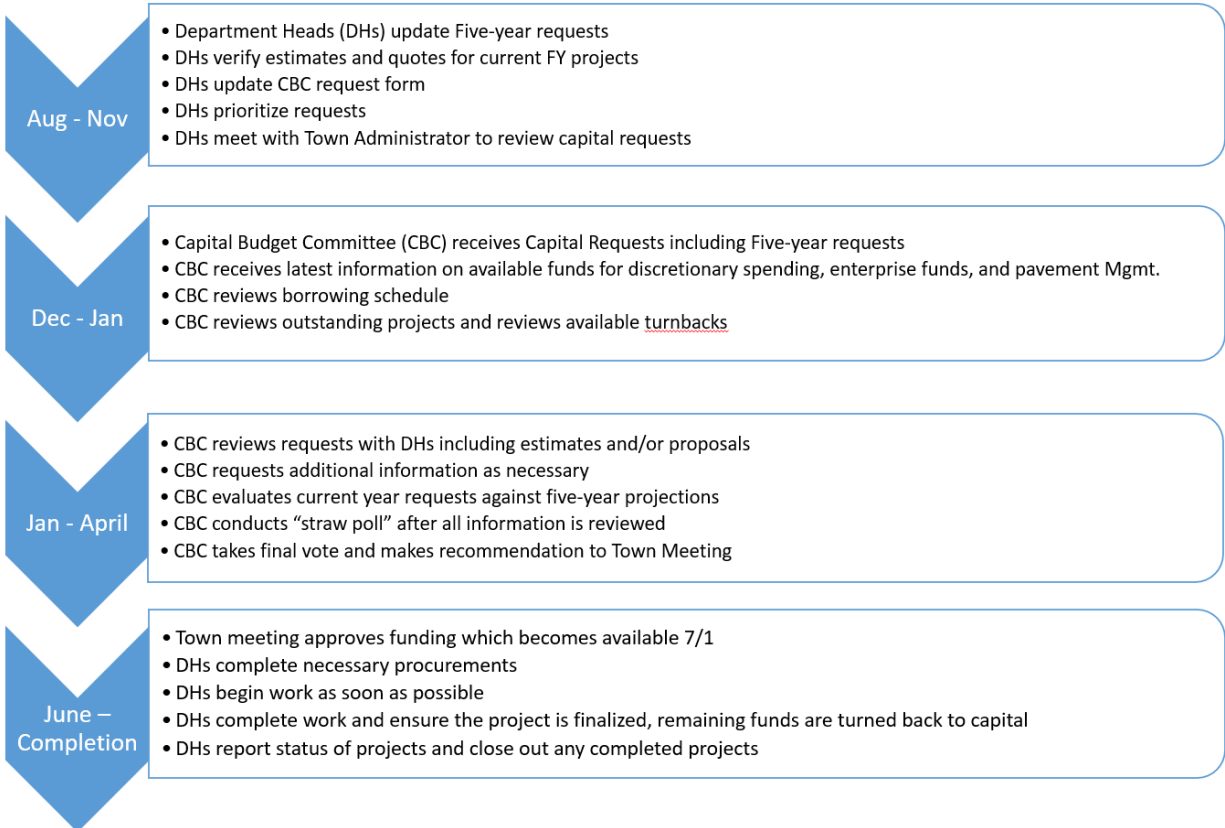 Aug - Nov
• Department Heads (DHs) update Five-year requests
• DHs verify estimates and quotes for current FY projects
• DHs update CBC request form
• DHs prioritize requests
• DHs meet with Town Administrator to review capital requests
Dec - Jan
• Capital Budget Committee (CBC) receives Capital Requests including Five-year requests
• CBC receives latest information on available funds for discretionary spending, enterprise funds, and pavement Mgmt.
• CBC reviews borrowing schedule
• CBC reviews outstanding projects and reviews available turnbacks
Jan - April
• CBC reviews requests with DHs including estimates and/or proposals
• CBC requests additional information as necessary
• CBC evaluates current year requests against five-year projections
• CBC conducts “straw poll” after all information is reviewed
• CBC takes final vote and makes recommendation to Town Meeting
June –
Completion
• Town meeting approves funding which becomes available 7/1
• DHs complete necessary procurements
• DHs begin work as soon as possible
• DHs complete work and ensure the project is finalized, remaining funds are turned back to capital
• DHs report status of projects and close out any completed projects